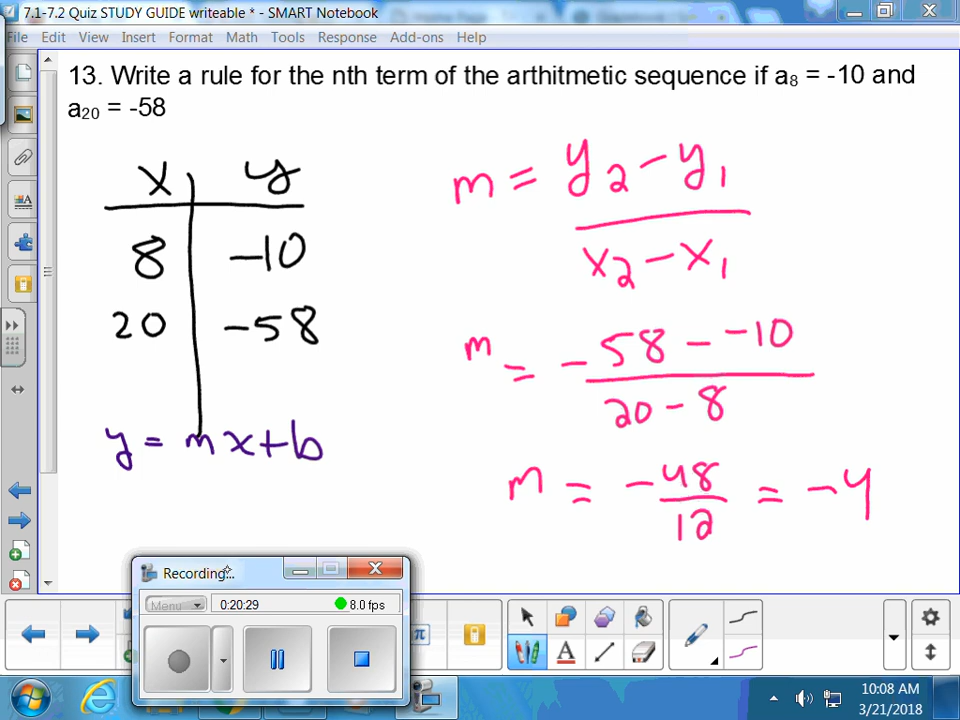 7.1-7.2 Quiz STUDY GUIDE writeable * - SMART Notebook
File Edit View Insert Format Math Tools Response Add-ons Help
13. Write a rule for the nth term of the arthitmetic sequence if a8 = -10 and
a20 = -58
x y
8 -10
20 -58
y = mx+b
m = y2 - y1
x2 - x1
m = -58 - -10
20 - 8
m = -48/12 = -4
Recording...
Menu 0:20:29 8.0 fps
π
A
10:08 AM
3/21/2018